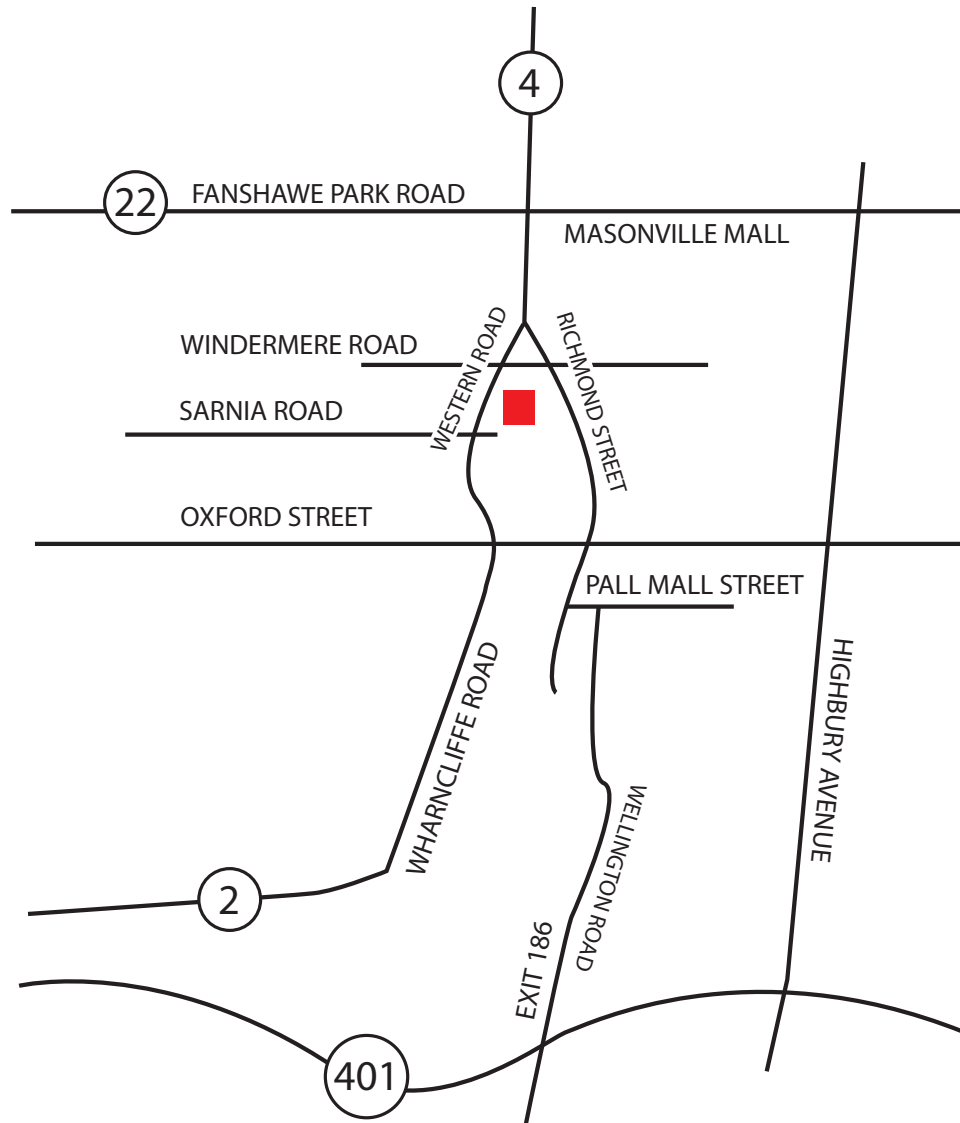 4
22
FANSHAWE PARK ROAD
MASONVILLE MALL
WINDERMERE ROAD
WESTERN ROAD
RICHMOND STREET
SARNIA ROAD
OXFORD STREET
PALL MALL STREET
WHARNCLIFFE ROAD
HIGHBURY AVENUE
WELLINGTON ROAD
2
EXIT 186
401